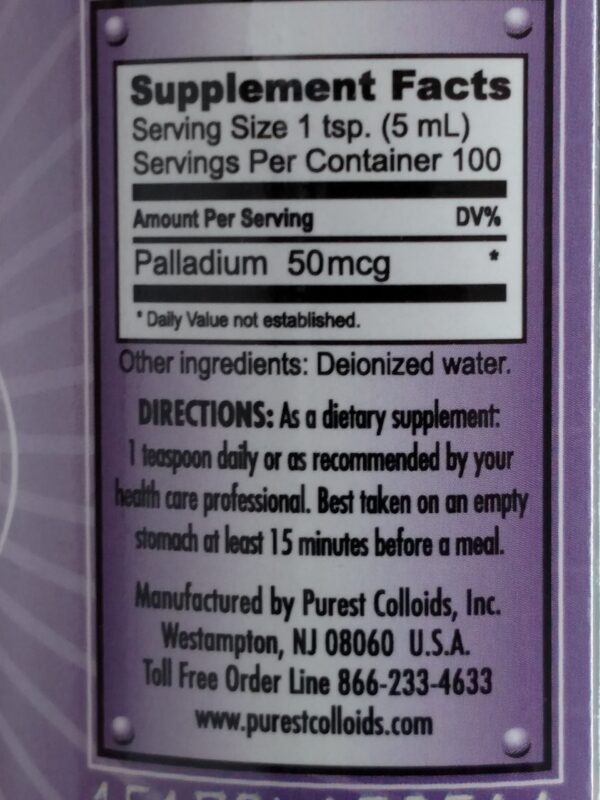 Supplement Facts
Serving Size 1 tsp. (5 mL)
Servings Per Container 100
Amount Per Serving DV%
Palladium 50mcg *
* Daily Value not established.
Other ingredients: Deionized water.
DIRECTIONS: As a dietary supplement:
1 teaspoon daily or as recommended by your
health care professional. Best taken on an empty
stomach at least 15 minutes before a meal.
Manufactured by Purest Colloids, Inc.
Westampton, NJ 08060 U.S.A.
Toll Free Order Line 866-233-4633
www.purestcolloids.com